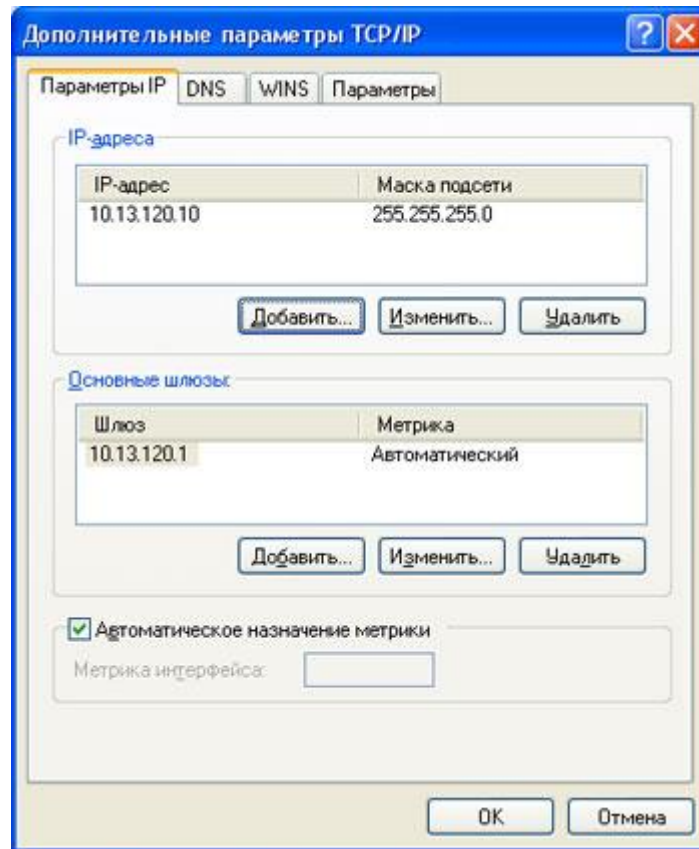 Дополнительные параметры TCP/IP
Параметры IP DNS WINS Параметры
IP-адреса
IP-адрес Маска подсети
10.13.120.10 255.255.255.0
Добавить... Изменить... Удалить
Основные шлюзы:
Шлюз Метрика
10.13.120.1 Автоматический
Добавить... Изменить... Удалить
Автоматическое назначение метрики
Метрика интерфейса:
OK Отмена